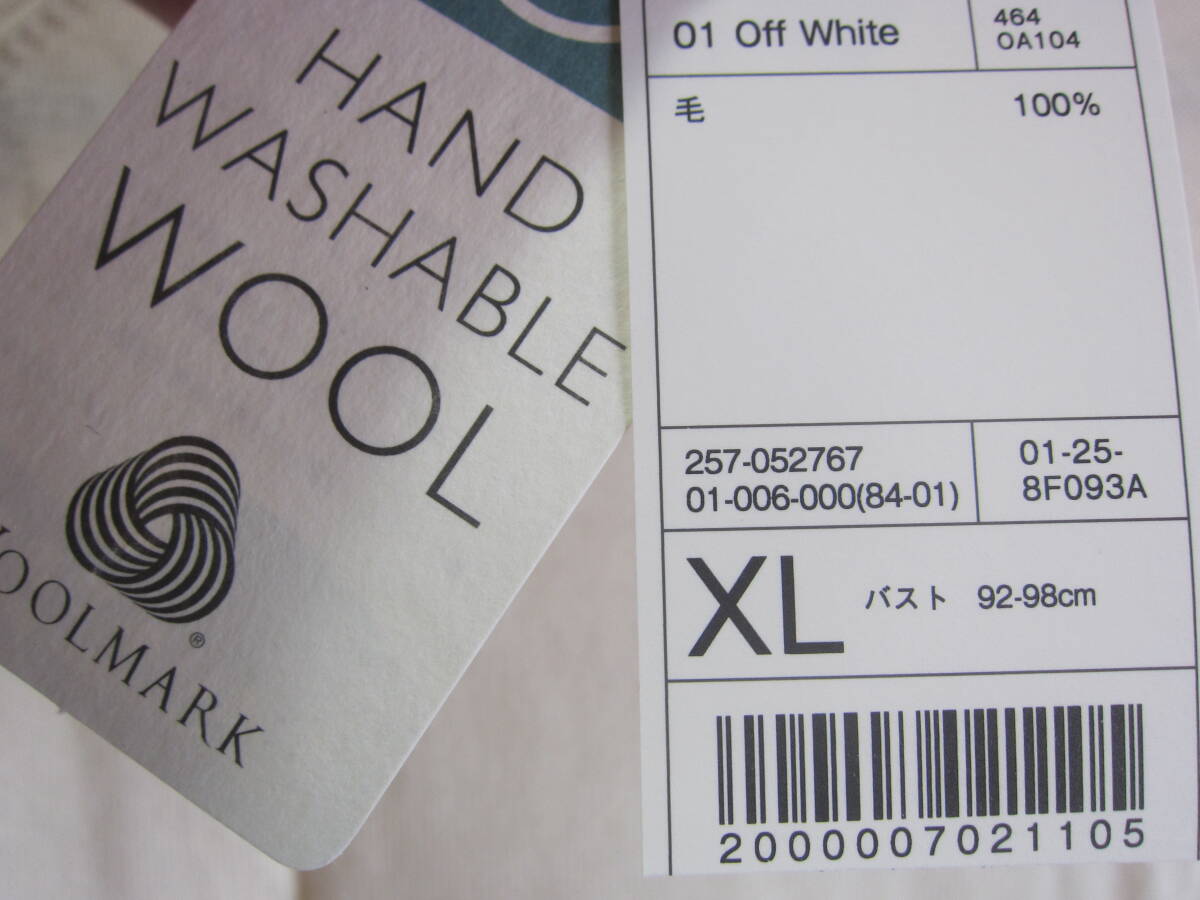 HAND
WASHABLE
WOOL
WOOLMARK
®
01 Off White
464
OA104
毛 100%
257-052767
01-006-000(84-01)
01-25-
8F093A
XL バスト 92-98cm
2000007021105